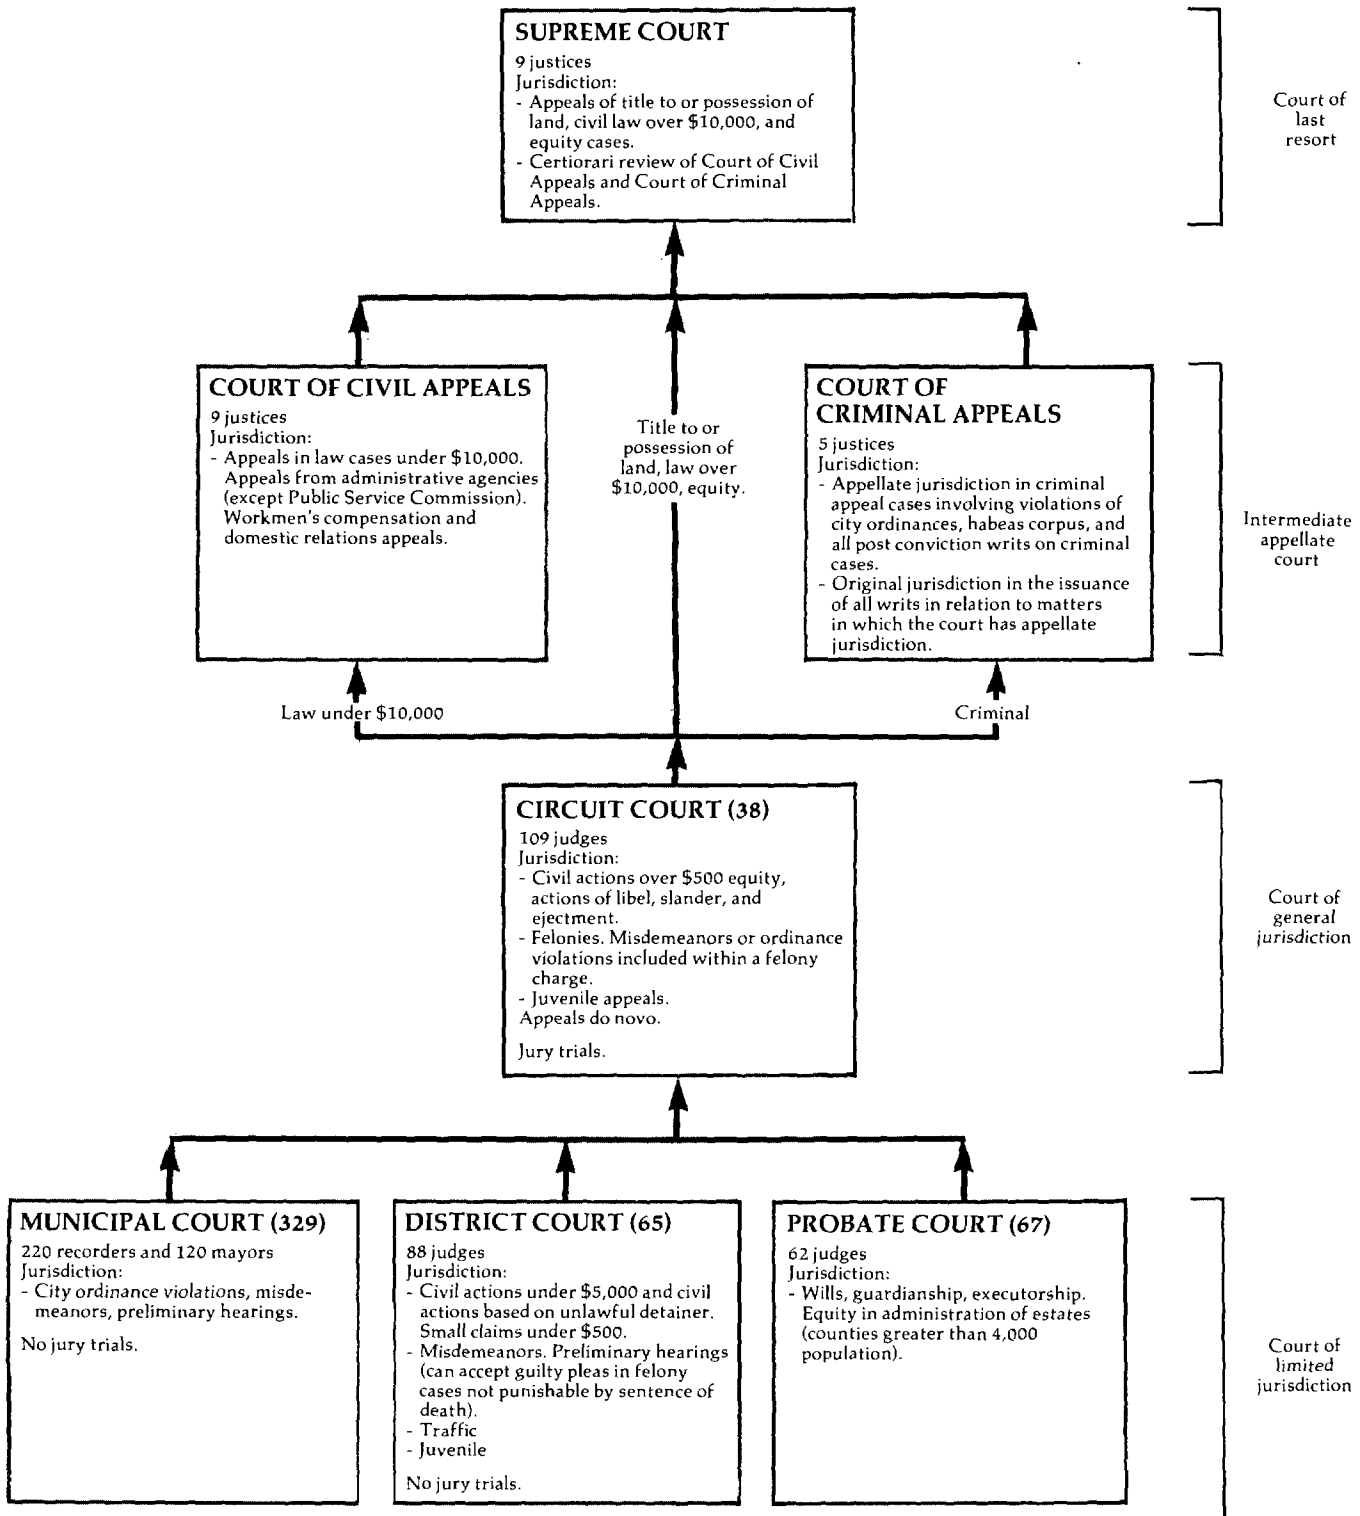 SUPREME COURT
9 justices
Jurisdiction:
- Appeals of title to or possession of
land, civil law over $10,000, and
equity cases.
- Certiorari review of Court of Civil
Appeals and Court of Criminal
Appeals.
Court of
last
resort
COURT OF CIVIL APPEALS
9 justices
Jurisdiction:
- Appeals in law cases under $10,000.
Appeals from administrative agencies
(except Public Service Commission).
Workmen's compensation and
domestic relations appeals.
Title to or
possession of
land, law over
$10,000, equity.
COURT OF
CRIMINAL APPEALS
5 justices
Jurisdiction:
- Appellate jurisdiction in criminal
appeal cases involving violations of
city ordinances, habeas corpus, and
all post conviction writs on criminal
cases.
- Original jurisdiction in the issuance
of all writs in relation to matters
in which the court has appellate
jurisdiction.
Intermediate
appellate
court
Law under $10,000
Criminal
CIRCUIT COURT (38)
109 judges
Jurisdiction:
- Civil actions over $500 equity,
actions of libel, slander, and
ejectment.
- Felonies. Misdemeanors or ordinance
violations included within a felony
charge.
- Juvenile appeals.
Appeals do novo.
Jury trials.
Court of
general
jurisdiction
MUNICIPAL COURT (329)
220 recorders and 120 mayors
Jurisdiction:
- City ordinance violations, misde-
meanors, preliminary hearings.
No jury trials.
DISTRICT COURT (65)
88 judges
Jurisdiction:
- Civil actions under $5,000 and civil
actions based on unlawful detainer.
Small claims under $500.
- Misdemeanors. Preliminary hearings
(can accept guilty pleas in felony
cases not punishable by sentence of
death).
- Traffic
- Juvenile
No jury trials.
PROBATE COURT (67)
62 judges
Jurisdiction:
- Wills, guardianship, executorship.
Equity in administration of estates
(counties greater than 4,000
population).
Court of
limited
jurisdiction